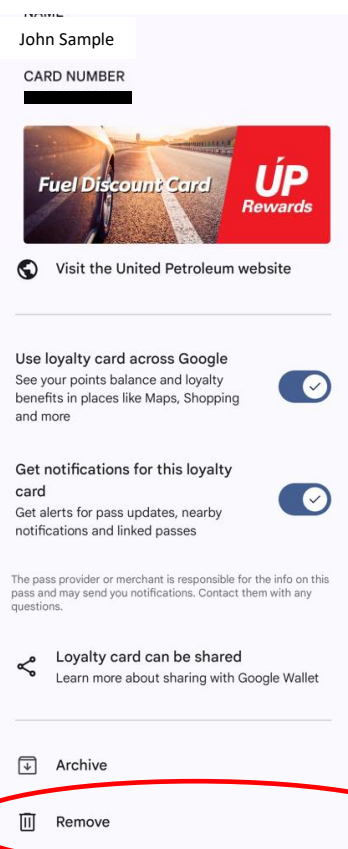 NAME
John Sample
CARD NUMBER
Fuel Discount Card
ÚP
Rewards
Visit the United Petroleum website
Use loyalty card across Google
See your points balance and loyalty
benefits in places like Maps, Shopping
and more
Get notifications for this loyalty
card
Get alerts for pass updates, nearby
notifications and linked passes
The pass provider or merchant is responsible for the info on this
pass and may send you notifications. Contact them with any
questions.
Loyalty card can be shared
Learn more about sharing with Google Wallet
Archive
Remove